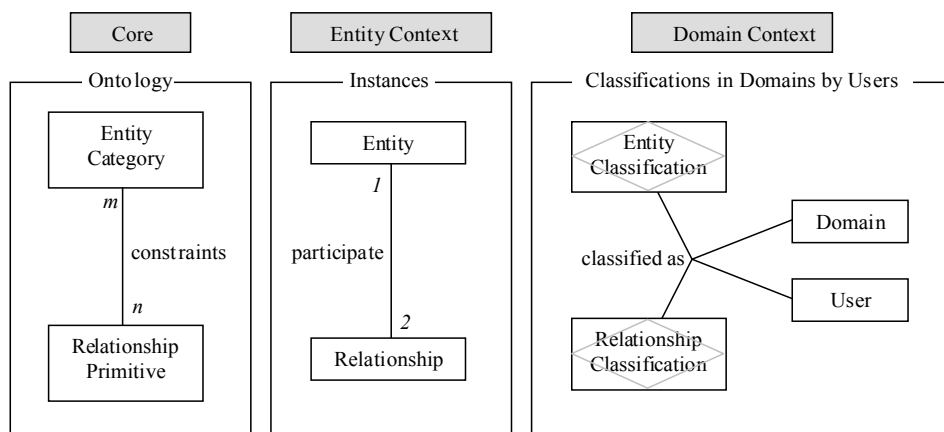 Core
Entity Context
Domain Context
Ontology
Instances
Classifications in Domains by Users
Entity
Category
m
constraints
n
Relationship
Primitive
Entity
1
participate
2
Relationship
Entity
Classification
classified as
Domain
User
Relationship
Classification